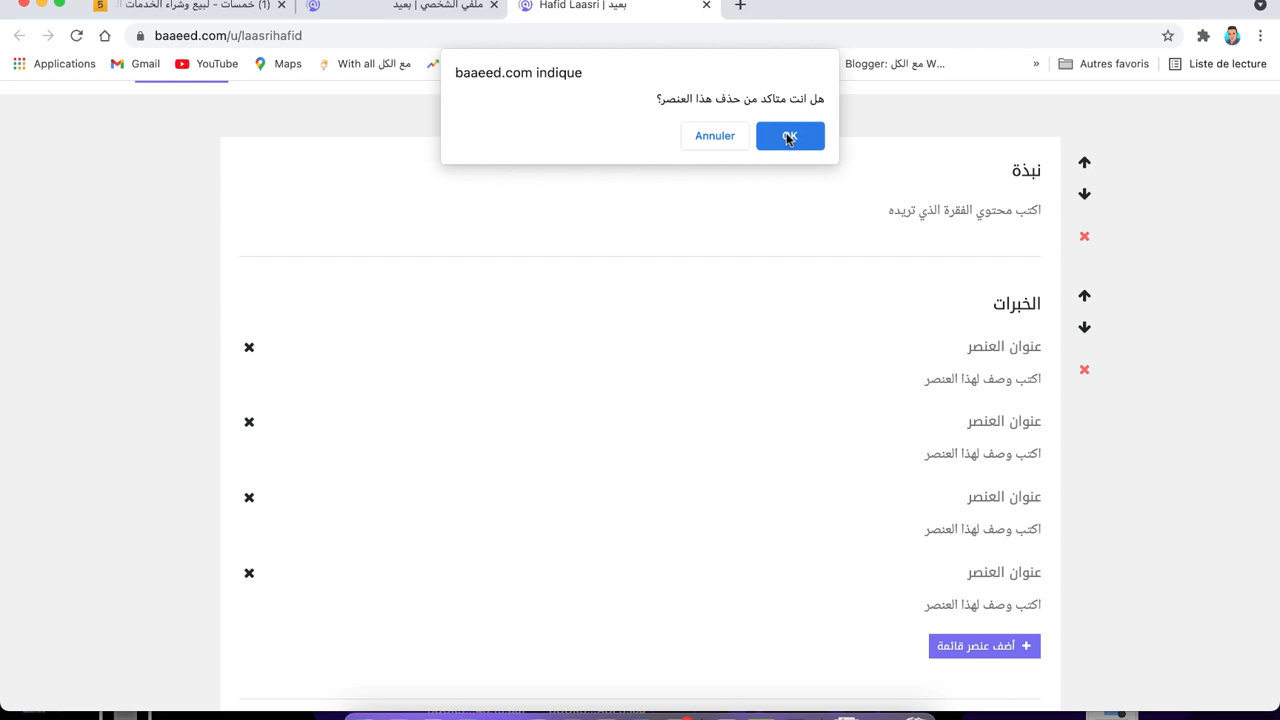 (1) خمسات - لبيع وشراء الخدمات ال
ملفي الشخصي | بعيد
Hafid Laasri | بعيد
baaeed.com/u/laasrihafid
Applications
Gmail
YouTube
Maps
With all مع الكل
Blogger: مع الكل W...
»
Autres favoris
Liste de lecture
baaeed.com indique
هل انت متاكد من حذف هذا العنصر؟
Annuler
OK
نبذة
اكتب محتوي الفقرة الذي تريده
الخبرات
عنوان العنصر
اكتب وصف لهذا العنصر
عنوان العنصر
اكتب وصف لهذا العنصر
عنوان العنصر
اكتب وصف لهذا العنصر
عنوان العنصر
اكتب وصف لهذا العنصر
أضف عنصر قائمة +